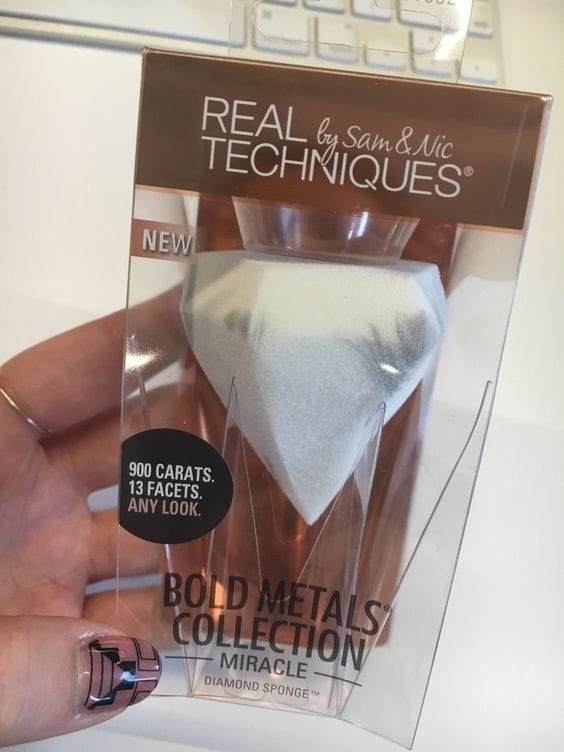 REAL by Sam & Nic
TECHNIQUES®
NEW
900 CARATS.
13 FACETS.
ANY LOOK.
BOLD METALS®
COLLECTION
MIRACLE
DIAMOND SPONGE™